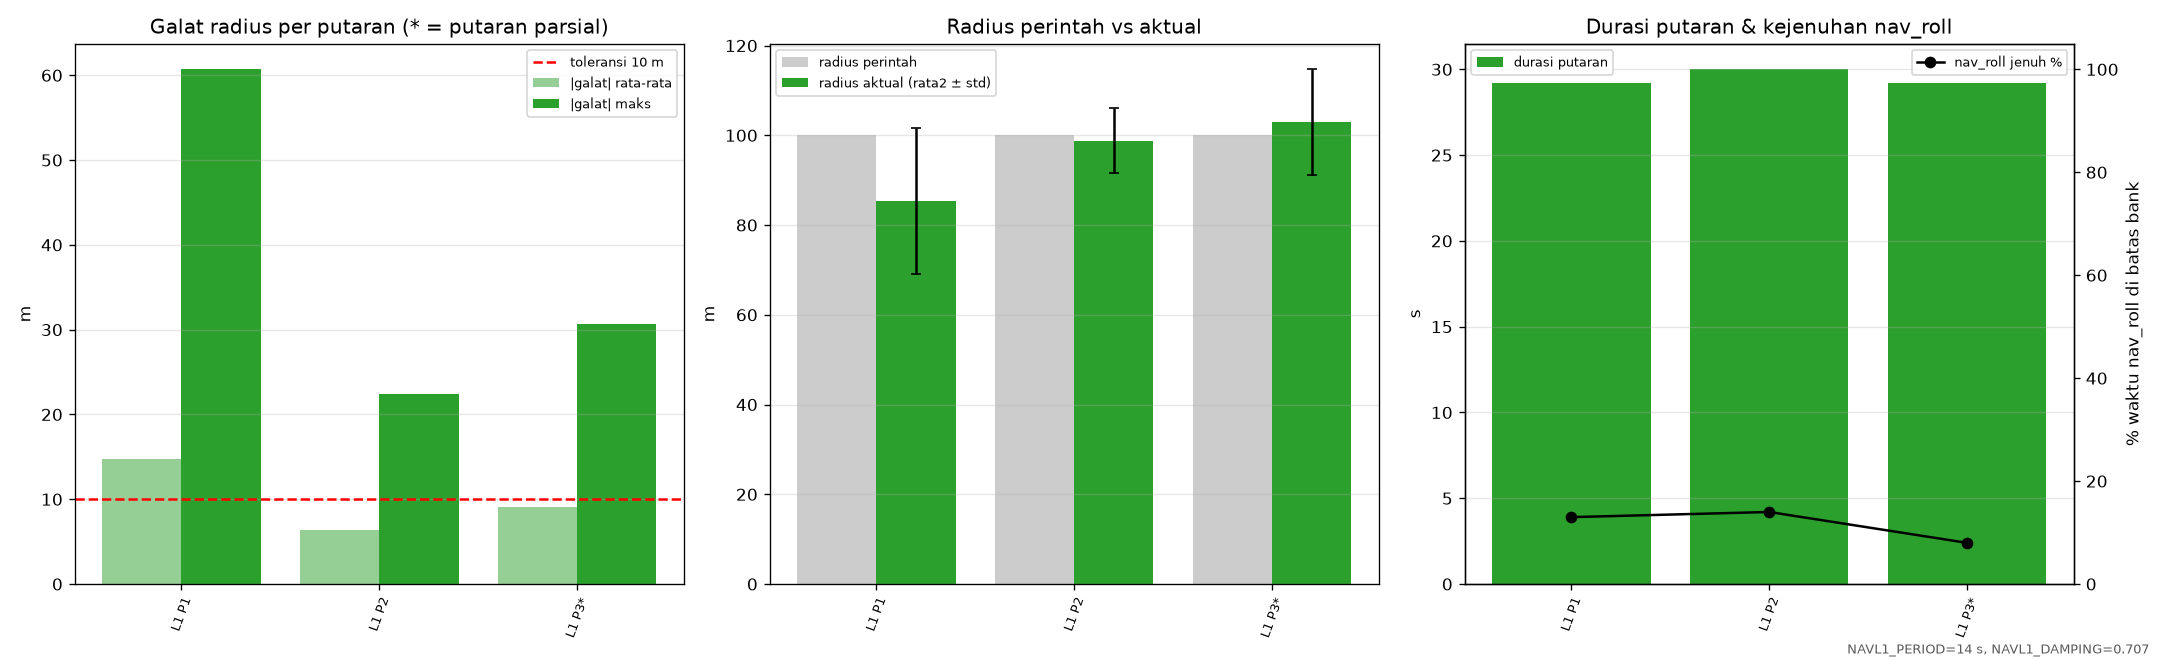 Galat radius per putaran (* = putaran parsial)
toleransi 10 m
|galat| rata-rata
|galat| maks
m
60
50
40
30
20
10
0
L1 P1
L1 P2
L1 P3*
Radius perintah vs aktual
radius perintah
radius aktual (rata2 ± std)
m
120
100
80
60
40
20
0
L1 P1
L1 P2
L1 P3*
Durasi putaran & kejenuhan nav_roll
durasi putaran
nav_roll jenuh %
s
30
25
20
15
10
5
0
100
80
60
40
20
0
% waktu nav_roll di batas bank
L1 P1
L1 P2
L1 P3*
NAVL1_PERIOD=14 s, NAVL1_DAMPING=0.707